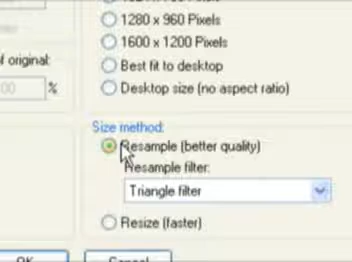 1280 x 960 Pixels
1600 x 1200 Pixels
of original:
Best fit to desktop
%
Desktop size (no aspect ratio)
Size method:
Resample (better quality)
Resample filter:
Triangle filter
Resize (faster)
OK
Cancel